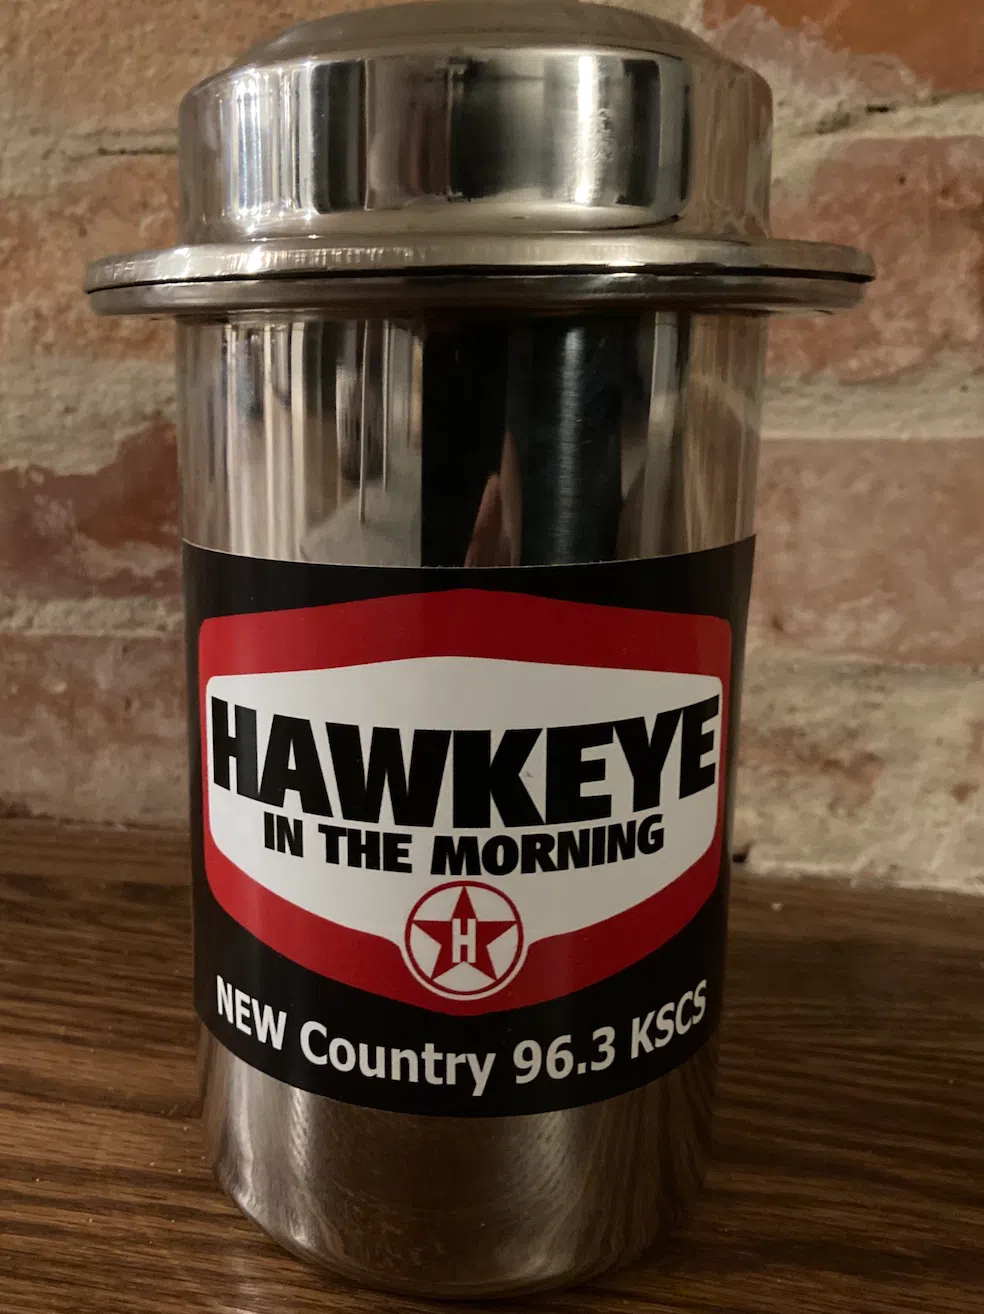 HAWKEYE
IN THE MORNING
H
NEW Country 96.3 KSCS